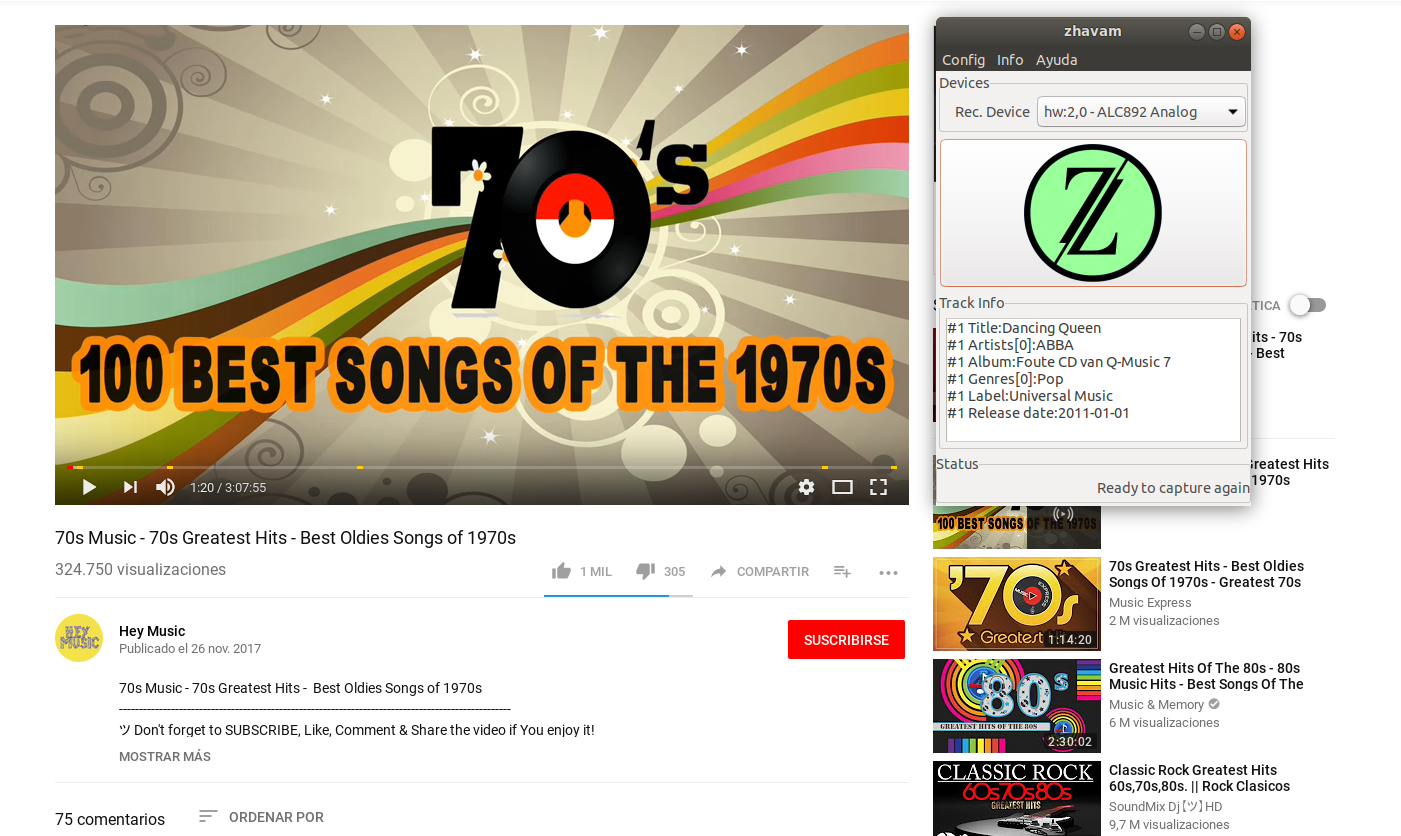 70's
100 BEST SONGS OF THE 1970s
1:20 / 3:07:55
70s Music - 70s Greatest Hits - Best Oldies Songs of 1970s
324.750 visualizaciones
1 MIL
305
COMPARTIR
HEY MUSIC
Hey Music
Publicado el 26 nov. 2017
SUSCRIBIRSE
70s Music - 70s Greatest Hits -  Best Oldies Songs of 1970s
ツ Don't forget to SUBSCRIBE, Like, Comment & Share the video if You enjoy it!
MOSTRAR MÁS
75 comentarios
ORDENAR POR
zhavam
Config Info Ayuda
Devices
Rec. Device
hw:2,0 - ALC892 Analog
Z
Track Info
#1 Title:Dancing Queen
#1 Artists[0]:ABBA
#1 Album:Foute CD van Q-Music 7
#1 Genres[0]:Pop
#1 Label:Universal Music
#1 Release date:2011-01-01
Status
Ready to capture again
TICA
its - 70s
- Best
Greatest Hits
1970s
100 BEST SONGS OF THE 1970s
'70s
Greatest
1:14:20
70s Greatest Hits - Best Oldies
Songs Of 1970s - Greatest 70s
Music Express
2 M visualizaciones
80s
GREATEST HITS OF THE 80S
2:30:02
Greatest Hits Of The 80s - 80s
Music Hits - Best Songs Of The
Music & Memory
6 M visualizaciones
CLASSIC ROCK
60s70s80s
GREATEST HITS
Classic Rock Greatest Hits
60s,70s,80s. || Rock Clasicos
SoundMix Dj【ツ】HD
9,7 M visualizaciones